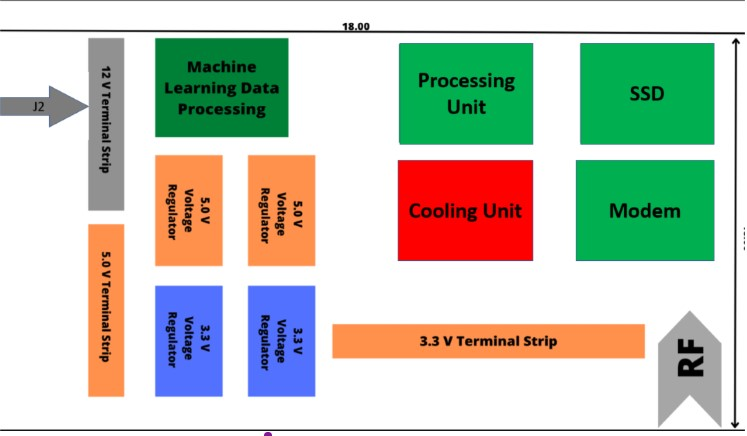 18.00
J2
12 V Terminal Strip
Machine
Learning Data
Processing
Processing
Unit
SSD
5.0 V
Voltage
Regulator
5.0 V
Voltage
Regulator
Cooling Unit
Modem
5.0 V Terminal Strip
3.3 V
Voltage
Regulator
3.3 V
Voltage
Regulator
3.3 V Terminal Strip
RF